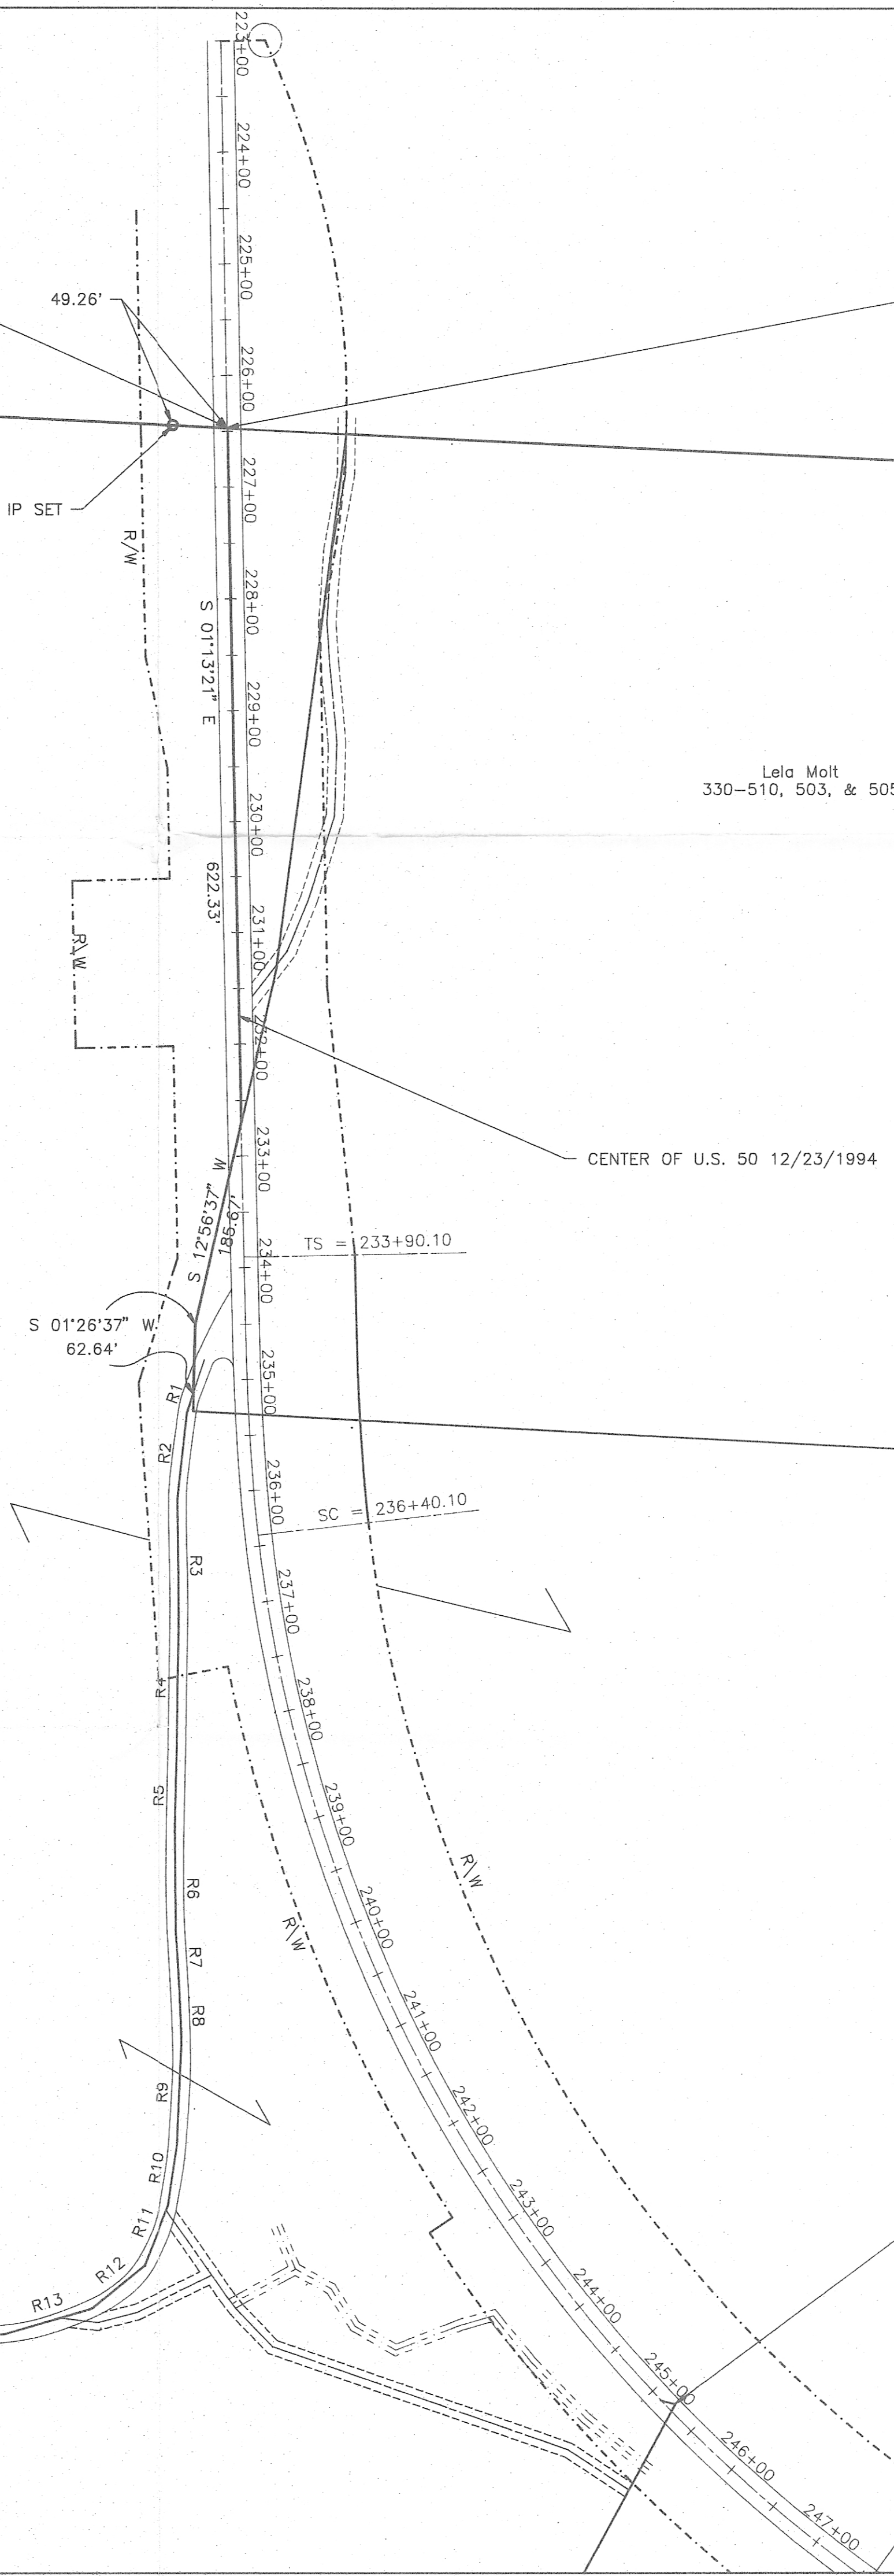 223+00
224+00
225+00
49.26'
226+00
227+00
IP SET
R/W
228+00
S 01°13'21" E
229+00
Lela Molt
330-510, 503, & 505
230+00
622.33'
231+00
R\W
232+00
233+00
CENTER OF U.S. 50 12/23/1994
S 12°56'37" W
185.67'
TS = 233+90.10
234+00
S 01°26'37" W
62.64'
235+00
R1
R2
236+00
SC = 236+40.10
R3
237+00
R4
238+00
R5
239+00
R\W
R6
240+00
R\W
R7
R8
241+00
R9
242+00
R10
R11
243+00
R12
244+00
R13
245+00
246+00
247+00